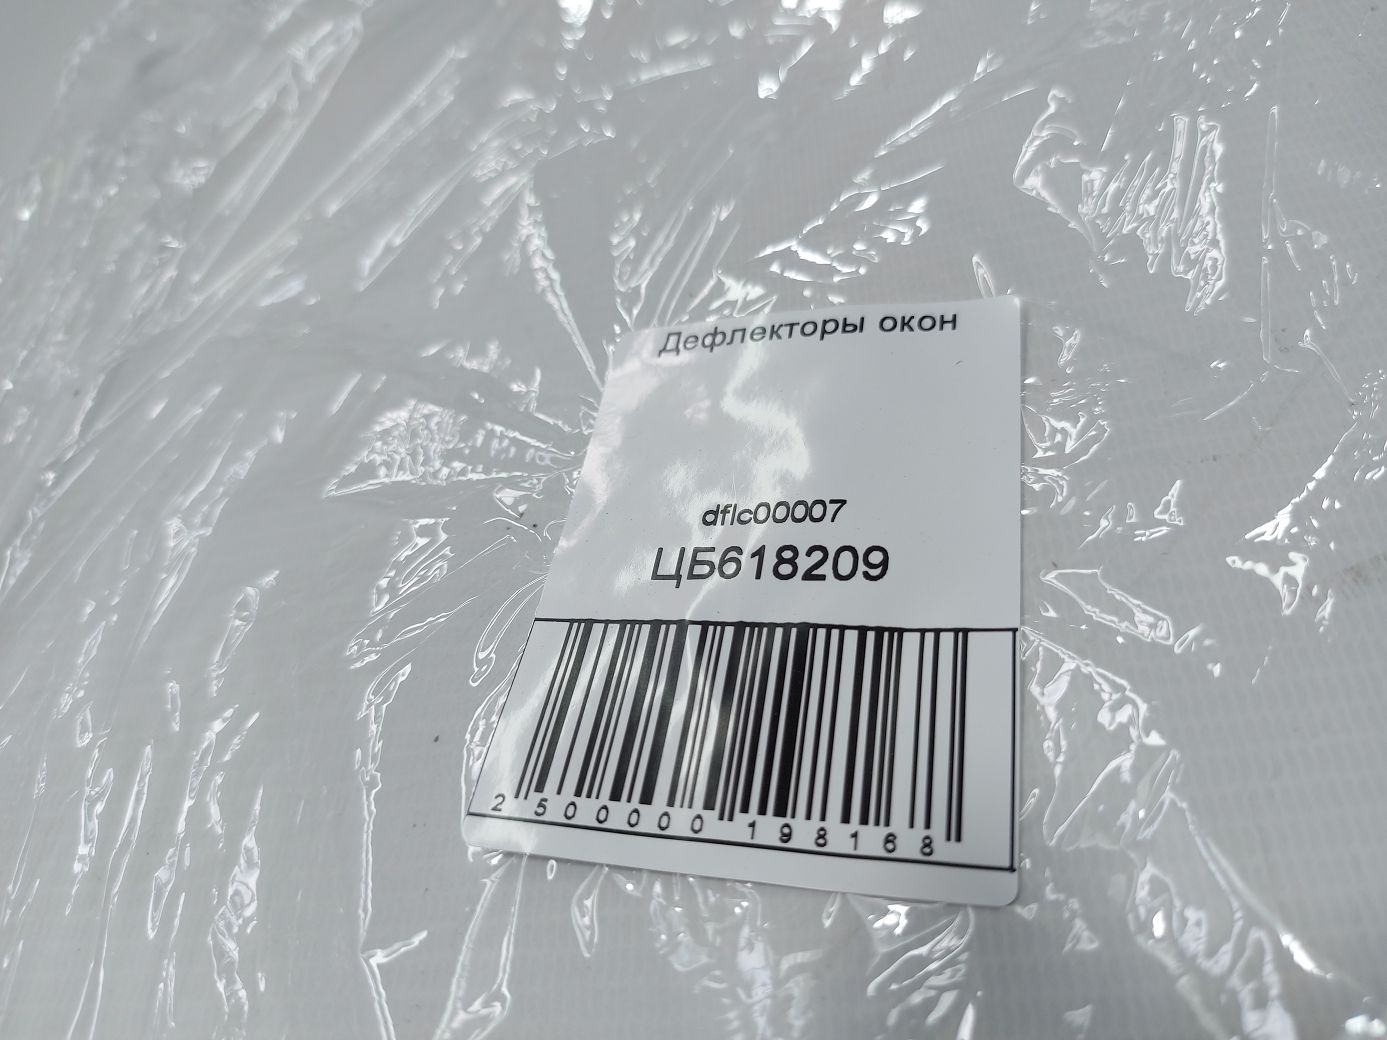 Дефлекторы окон
dflc00007
ЦБ618209
2 500000 198168